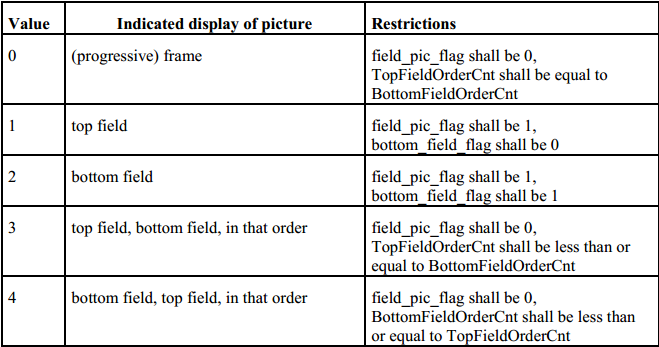 Value Indicated display of picture Restrictions
0 (progressive) frame field_pic_flag shall be 0,
TopFieldOrderCnt shall be equal to
BottomFieldOrderCnt
1 top field field_pic_flag shall be 1,
bottom_field_flag shall be 0
2 bottom field field_pic_flag shall be 1,
bottom_field_flag shall be 1
3 top field, bottom field, in that order field_pic_flag shall be 0,
TopFieldOrderCnt shall be less than or
equal to BottomFieldOrderCnt
4 bottom field, top field, in that order field_pic_flag shall be 0,
BottomFieldOrderCnt shall be less than
or equal to TopFieldOrderCnt